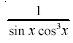 1
sin x cos³x